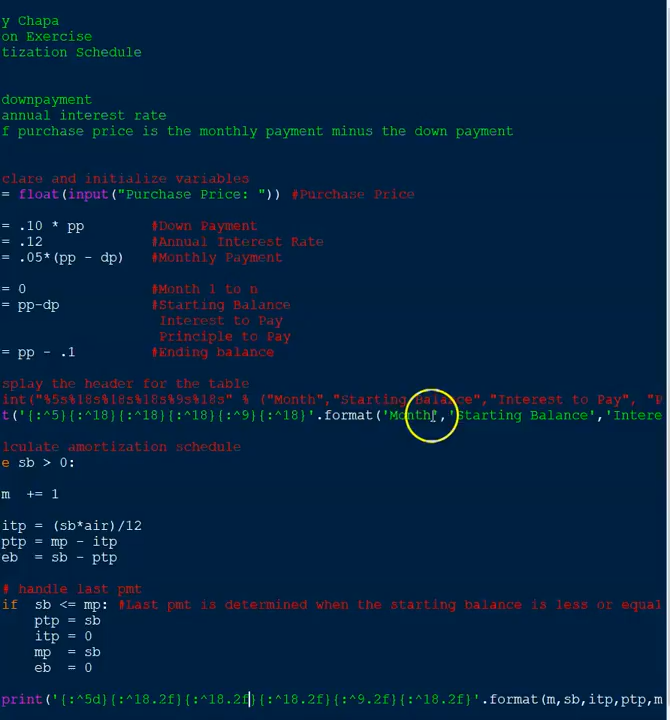 y Chapa
on Exercise
tization Schedule
downpayment
annual interest rate
f purchase price is the monthly payment minus the down payment
clare and initialize variables
= float(input("Purchase Price: ")) #Purchase Price
= .10 * pp #Down Payment
= .12 #Annual Interest Rate
= .05*(pp - dp) #Monthly Payment
= 0 #Month 1 to n
= pp-dp #Starting Balance
Interest to Pay
Principle to Pay
= pp - .1 #Ending balance
splay the header for the table
int("%5s%18s%18s%18s%9s%18s" % ("Month","Starting Balance","Interest to Pay", "P
t('{:^5}{:^18}{:^18}{:^18}{:^9}{:^18}'.format('Month','Starting Balance','Intere
lculate amortization schedule
e sb > 0:
m += 1
itp = (sb*air)/12
ptp = mp - itp
eb = sb - ptp
# handle last pmt
if sb <= mp: #Last pmt is determined when the starting balance is less or equal
ptp = sb
itp = 0
mp = sb
eb = 0
print('{:^5d}{:^18.2f}{:^18.2f}{:^18.2f}{:^9.2f}{:^18.2f}'.format(m,sb,itp,ptp,m